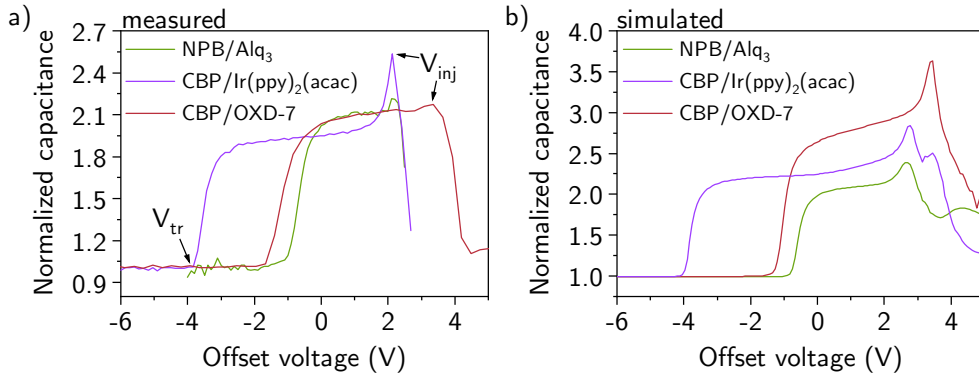 a) measured
2.7
2.4
2.1
1.8
1.5
1.2
0.9
Normalized capacitance
NPB/Alq₃
CBP/Ir(ppy)₂(acac)
CBP/OXD-7
V_inj
V_tr
-6 -4 -2 0 2 4
Offset voltage (V)
b) simulated
4.0
3.5
3.0
2.5
2.0
1.5
1.0
Normalized capacitance
NPB/Alq₃
CBP/Ir(ppy)₂(acac)
CBP/OXD-7
-6 -4 -2 0 2 4
Offset voltage (V)